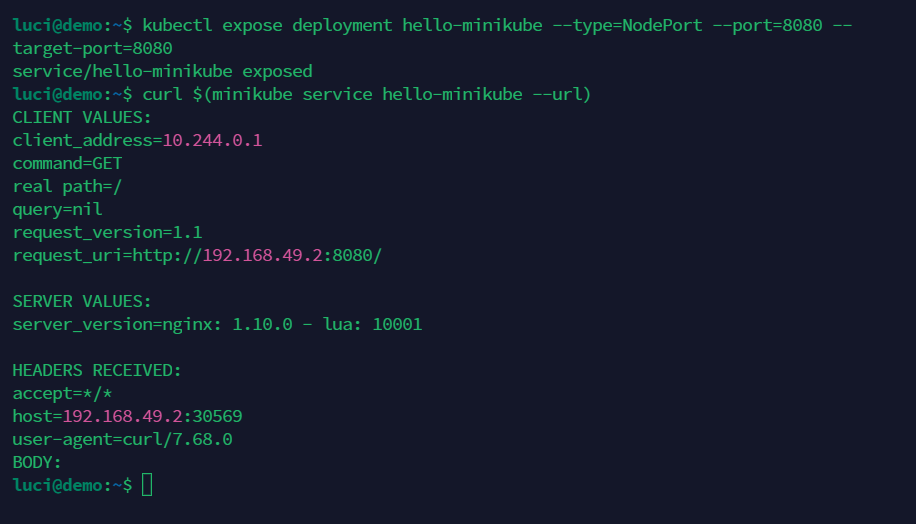 luci@demo:~$ kubectl expose deployment hello-minikube --type=NodePort --port=8080 --
target-port=8080
service/hello-minikube exposed
luci@demo:~$ curl $(minikube service hello-minikube --url)
CLIENT VALUES:
client_address=10.244.0.1
command=GET
real path=/
query=nil
request_version=1.1
request_uri=http://192.168.49.2:8080/

SERVER VALUES:
server_version=nginx: 1.10.0 - lua: 10001

HEADERS RECEIVED:
accept=*/*
host=192.168.49.2:30569
user-agent=curl/7.68.0
BODY:
luci@demo:~$